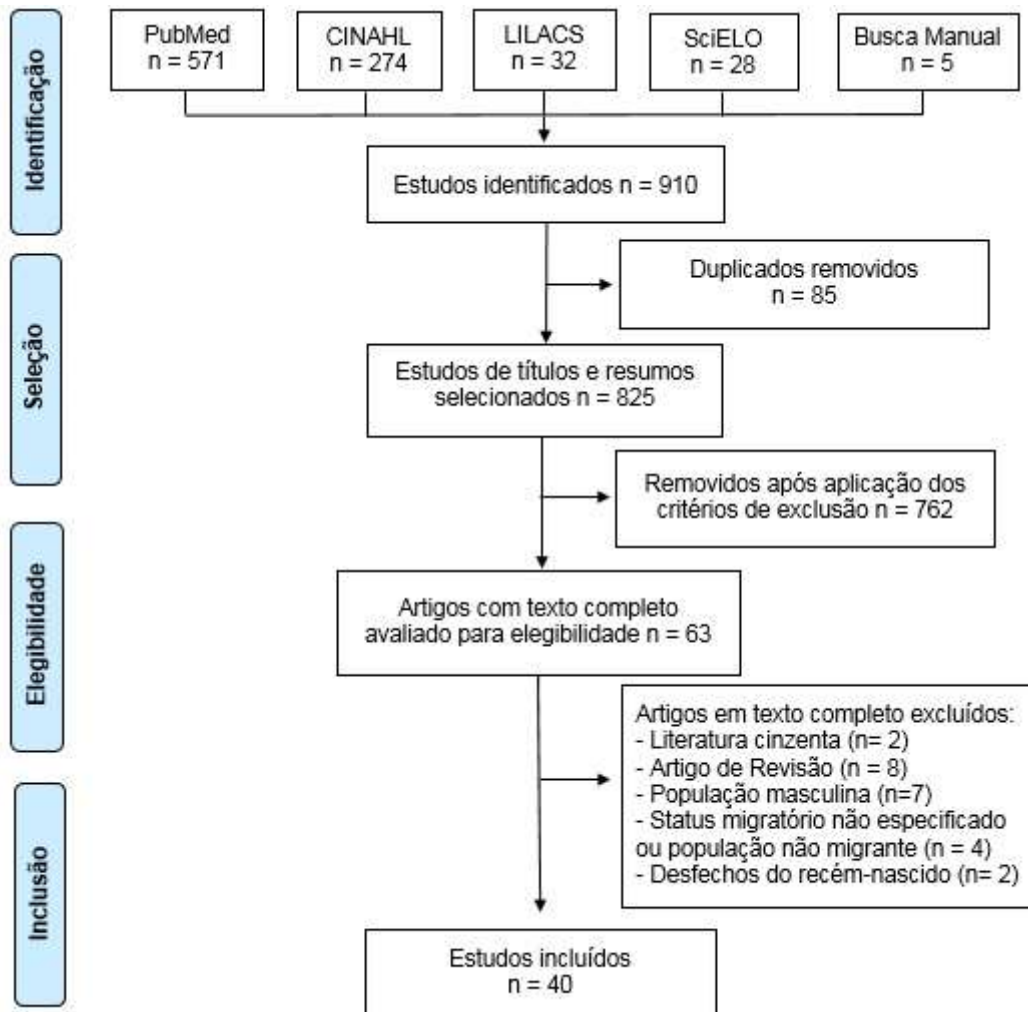 Identificação
PubMed
n = 571
CINAHL
n = 274
LILACS
n = 32
SciELO
n = 28
Busca Manual
n = 5
Estudos identificados n = 910
Seleção
Duplicados removidos
n = 85
Estudos de títulos e resumos
selecionados n = 825
Removidos após aplicação dos
critérios de exclusão n = 762
Elegibilidade
Artigos com texto completo
avaliado para elegibilidade n = 63
Artigos em texto completo excluídos:
- Literatura cinzenta (n= 2)
- Artigo de Revisão (n = 8)
- População masculina (n=7)
- Status migratório não especificado
ou população não migrante (n = 4)
- Desfechos do recém-nascido (n= 2)
Inclusão
Estudos incluídos
n = 40